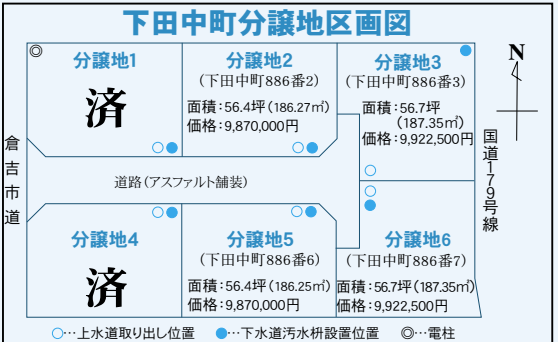 下田中町分譲地区画図
◎
分譲地1
済
分譲地2
(下田中町886番2)
面積:56.4坪(186.27㎡)
価格:9,870,000円
分譲地3
(下田中町886番3)
面積:56.7坪
(187.35㎡)
価格:9,922,500円
N
倉吉市道
道路(アスファルト舗装)
国道179号線
分譲地4
済
分譲地5
(下田中町886番6)
面積:56.4坪(186.25㎡)
価格:9,870,000円
分譲地6
(下田中町886番7)
面積:56.7坪(187.35㎡)
価格:9,922,500円
○…上水道取り出し位置 ●…下水道汚水枡設置位置 ◎…電柱